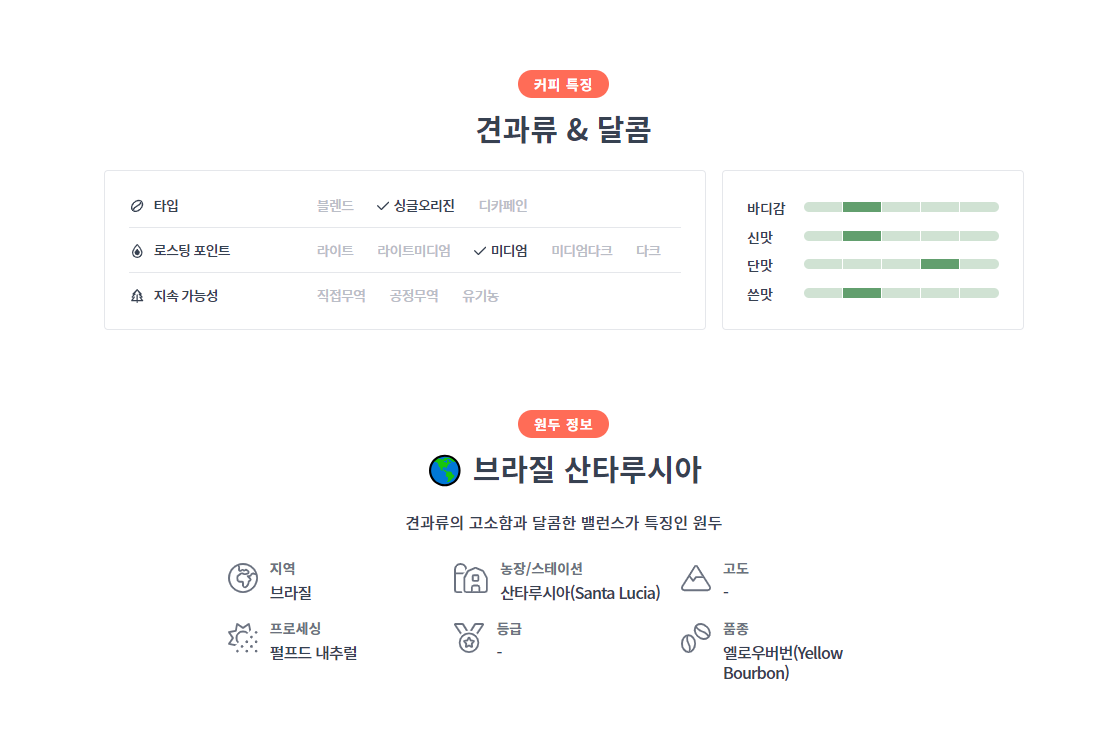 커피 특징
견과류 & 달콤
타입 블렌드 싱글오리진 디카페인
로스팅 포인트 라이트 라이트미디엄 미디엄 미디엄다크 다크
지속 가능성 직접무역 공정무역 유기농
바디감
신맛
단맛
쓴맛
원두 정보
브라질 산타루시아
견과류의 고소함과 달콤한 밸런스가 특징인 원두
지역
브라질
농장/스테이션
산타루시아(Santa Lucia)
고도
-
프로세싱
펄프드 내추럴
등급
-
품종
옐로우버번(Yellow
Bourbon)